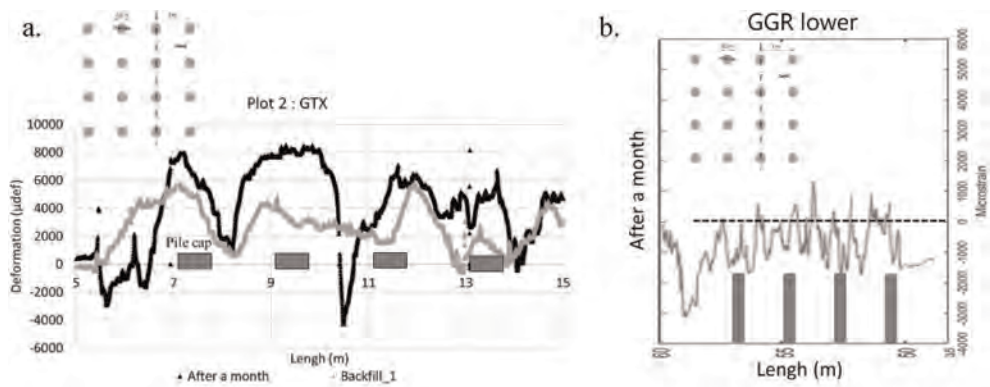 a.
Plot 2 : GTX
10000
8000
6000
4000
2000
0
-2000
-4000
-6000
Deformation (µdef)
Pile cap
5
7
9
11
13
15
Lengh (m)
After a month
Backfill_1
b.
GGR lower
After a month
6000
5000
4000
3000
2000
1000
0
-1000
-2000
-3000
-4000
Microstrain
Lengh (m)